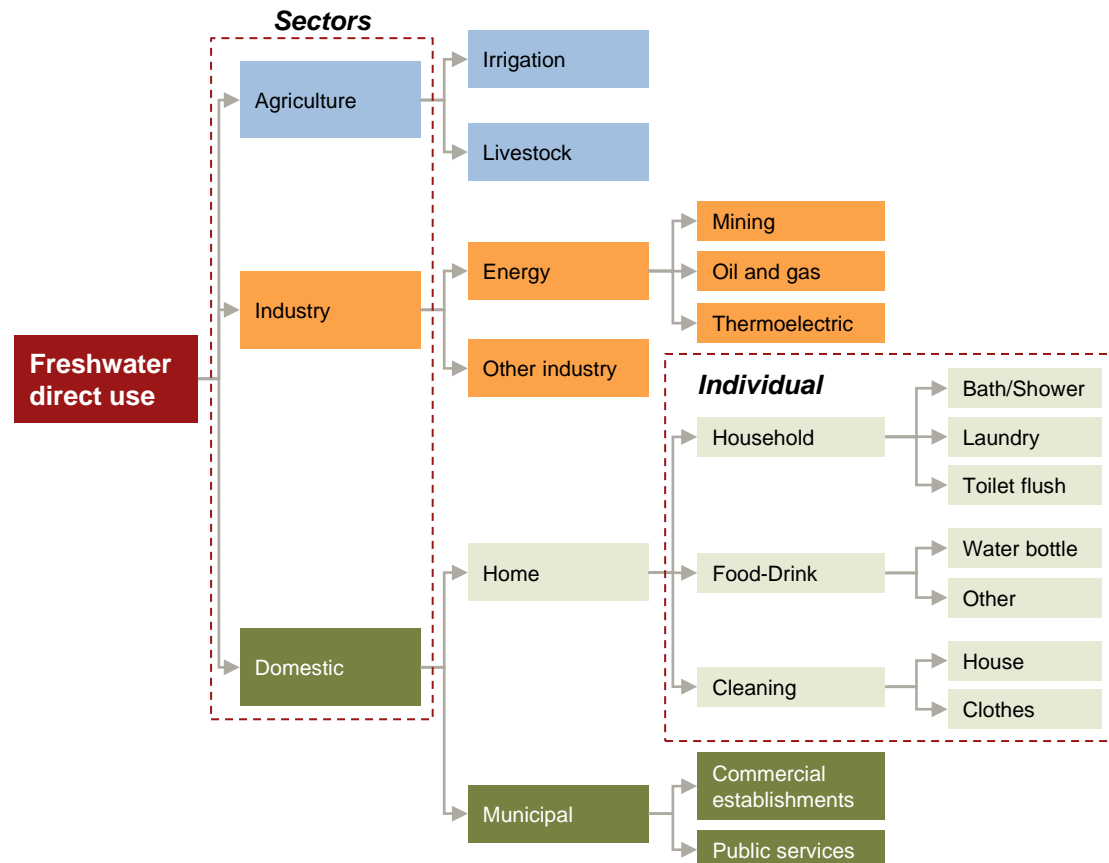 Sectors
Agriculture
Irrigation
Livestock
Freshwater
direct use
Industry
Energy
Mining
Oil and gas
Thermoelectric
Other industry
Individual
Domestic
Home
Household
Bath/Shower
Laundry
Toilet flush
Food-Drink
Water bottle
Other
Cleaning
House
Clothes
Municipal
Commercial
establishments
Public services